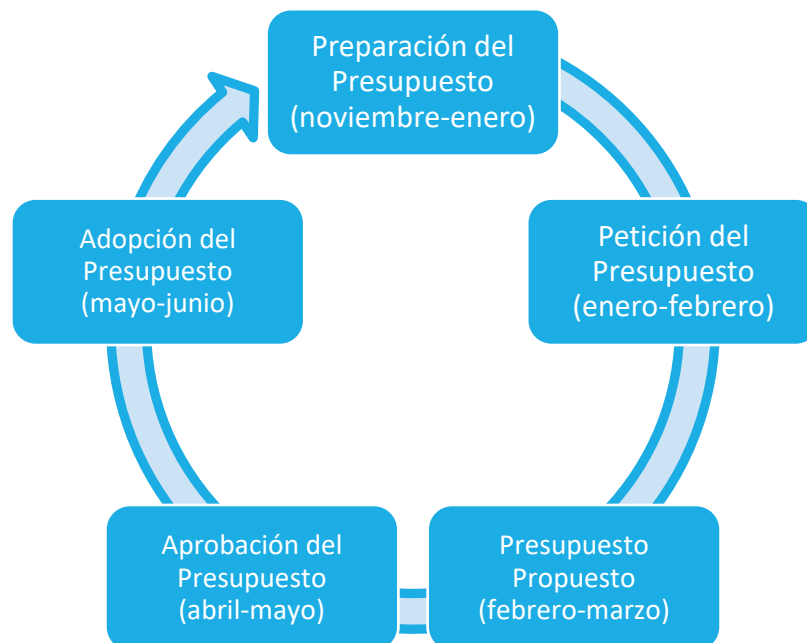 Preparación del
Presupuesto
(noviembre-enero)
Petición del
Presupuesto
(enero-febrero)
Presupuesto
Propuesto
(febrero-marzo)
Aprobación del
Presupuesto
(abril-mayo)
Adopción del
Presupuesto
(mayo-junio)